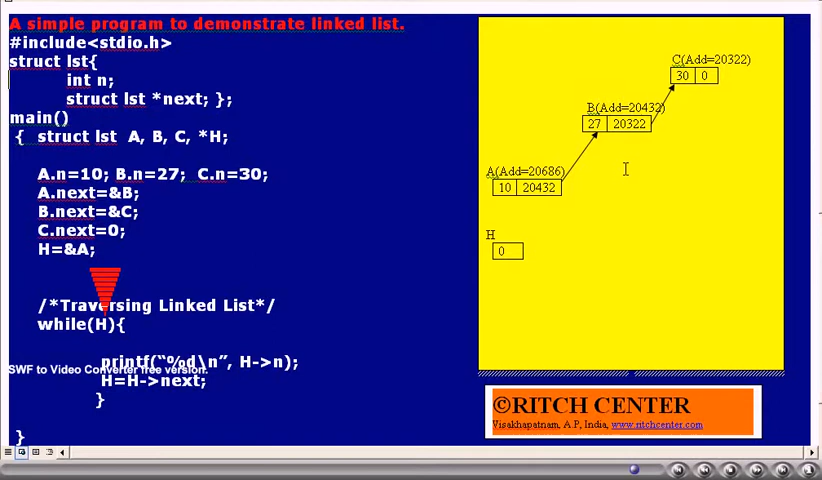 A simple program to demonstrate linked list.
#include<stdio.h>
struct lst{
int n;
struct lst *next; };
main()
{ struct lst A, B, C, *H;
A.n=10; B.n=27; C.n=30;
A.next=&B;
B.next=&C;
C.next=0;
H=&A;
/*Traversing Linked List*/
while(H){
printf("%d\n", H->n);
SWF to Video Converter free version.
H=H->next;
}
}
C(Add=20322)
30 0
B(Add=20432)
27 20322
A(Add=20686)
10 20432
H
0
©RITCH CENTER
Visakhapatnam, A.P, India, www.ritchcenter.com